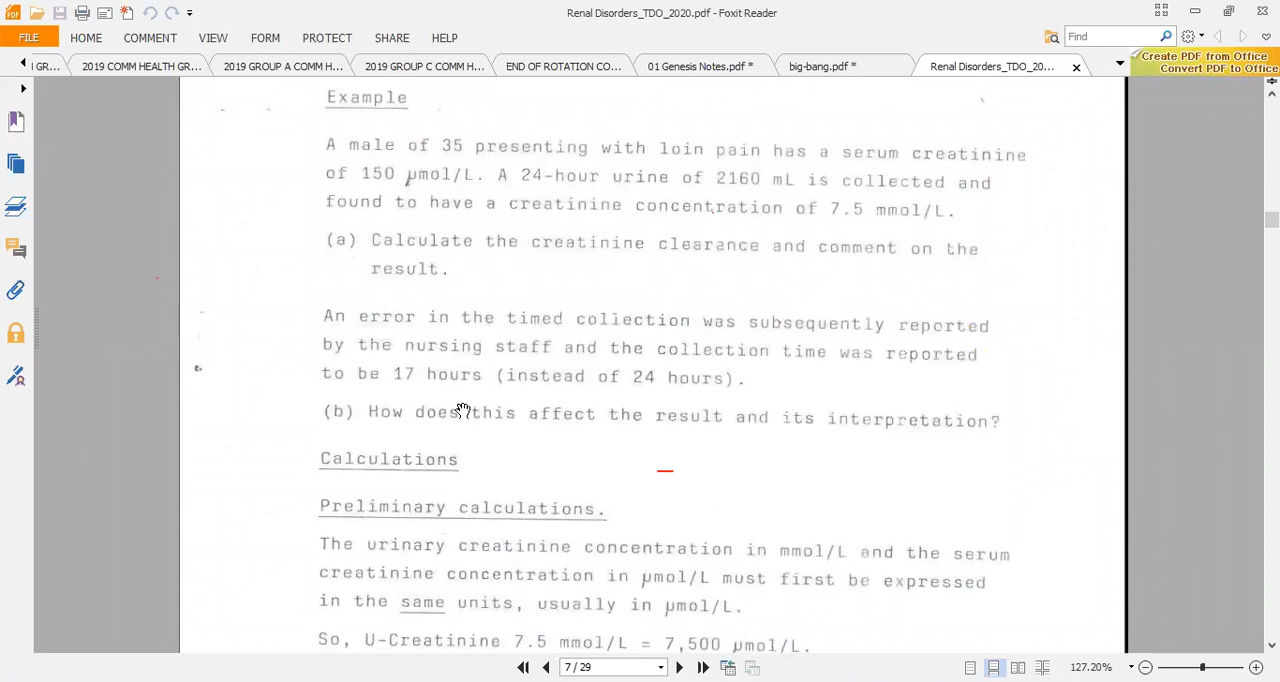 Renal Disorders_TDO_2020.pdf - Foxit Reader
FILE HOME COMMENT VIEW FORM PROTECT SHARE HELP Find
I GR... 2019 COMM HEALTH GR... 2019 GROUP A COMM H... 2019 GROUP C COMM H... END OF ROTATION CO... 01 Genesis Notes.pdf * big-bang.pdf * Renal Disorders_TDO_20...
Create PDF from Office
Convert PDF to Office
Example
A male of 35 presenting with loin pain has a serum creatinine
of 150 µmol/L. A 24-hour urine of 2160 mL is collected and
found to have a creatinine concentration of 7.5 mmol/L.
(a) Calculate the creatinine clearance and comment on the
result.
An error in the timed collection was subsequently reported
by the nursing staff and the collection time was reported
to be 17 hours (instead of 24 hours).
(b) How does this affect the result and its interpretation?
Calculations
Preliminary calculations.
The urinary creatinine concentration in mmol/L and the serum
creatinine concentration in µmol/L must first be expressed
in the same units, usually in µmol/L.
So, U-Creatinine 7.5 mmol/L = 7,500 µmol/L.
7 / 29 127.20%